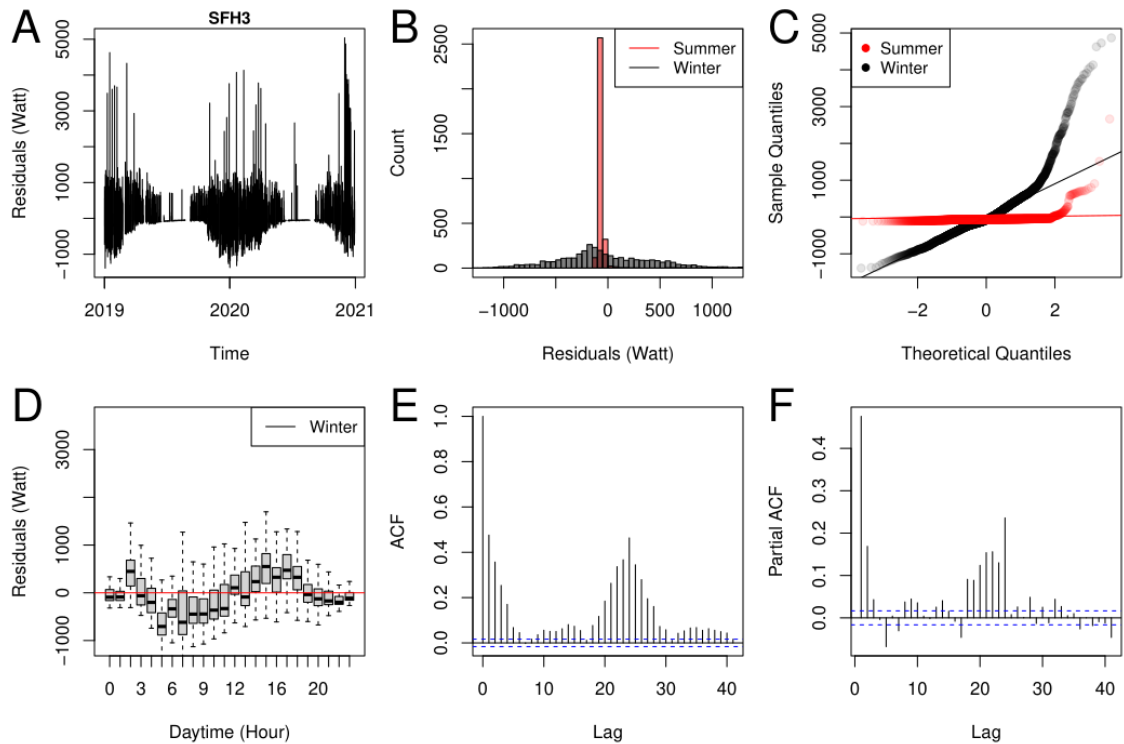 A
SFH3
Residuals (Watt)
5000
3000
1000
−1000
2019
2020
2021
Time
B
Count
2500
1500
500
0
Summer
Winter
−1000
0
500
1000
Residuals (Watt)
C
Sample Quantiles
5000
3000
1000
−1000
Summer
Winter
−2
0
2
Theoretical Quantiles
D
Residuals (Watt)
3000
1000
0
−1000
Winter
0
3
6
9
12
16
20
Daytime (Hour)
E
ACF
1.0
0.8
0.6
0.4
0.2
0.0
0
10
20
30
40
Lag
F
Partial ACF
0.4
0.3
0.2
0.1
0.0
0
10
20
30
40
Lag